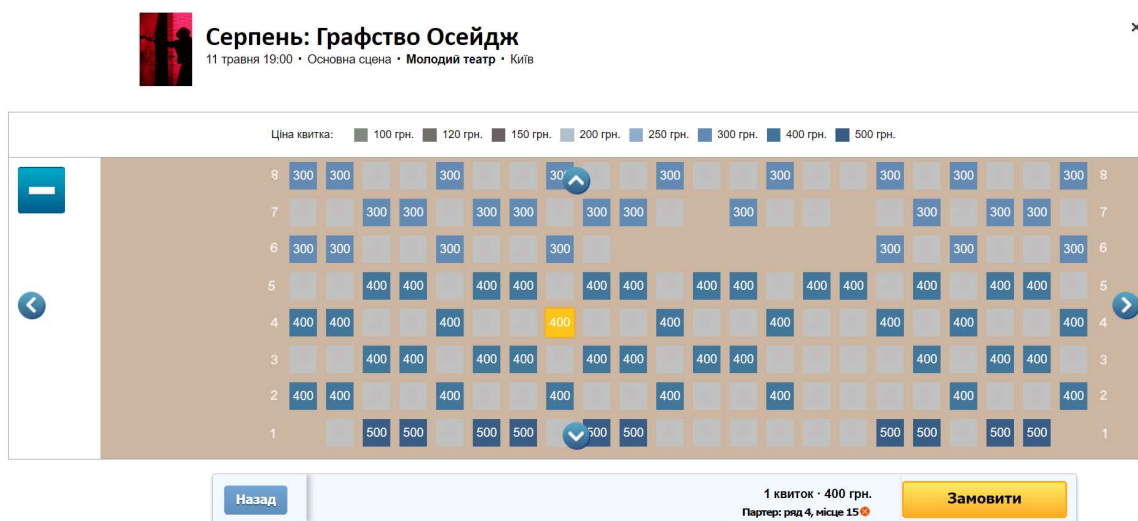 Серпень: Графство Осейдж
11 травня 19:00 • Основна сцена • Молодий театр • Київ
Ціна квитка: 100 грн. 120 грн. 150 грн. 200 грн. 250 грн. 300 грн. 400 грн. 500 грн.
8 300 300 300 300 300 300 300 300 300 8
7 300 300 300 300 300 300 300 300 300 300 7
6 300 300 300 300 300 300 300 6
5 400 400 400 400 400 400 400 400 400 400 400 400 400 5
4 400 400 400 400 400 400 400 400 400 4
3 400 400 400 400 400 400 400 400 400 400 400 3
2 400 400 400 400 400 400 400 400 2
1 500 500 500 500 500 500 500 500 500 500 1
Назад
1 квиток · 400 грн.
Партер: ряд 4, місце 15
Замовити